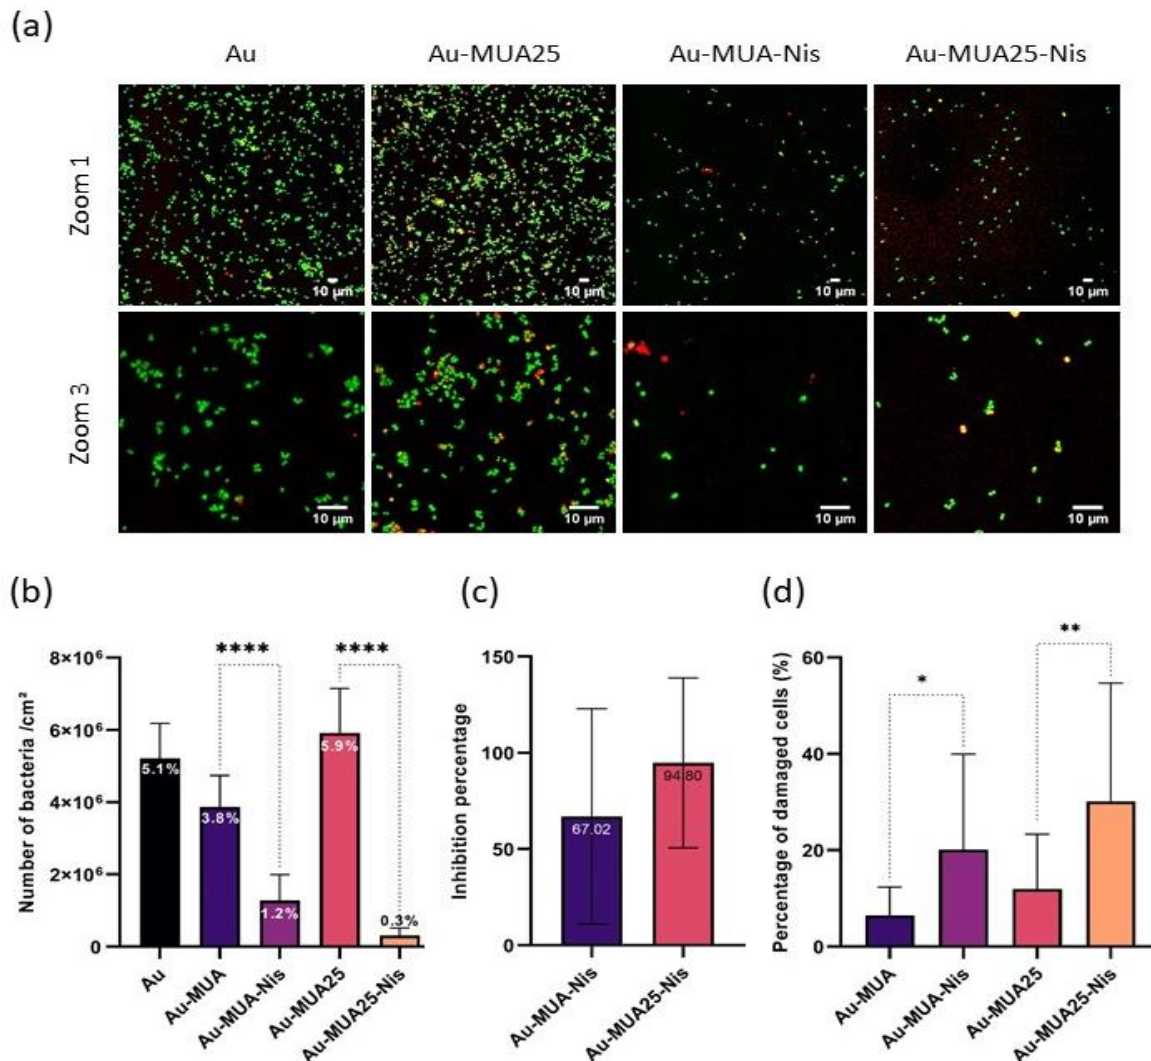 (a)
Au Au-MUA25 Au-MUA-Nis Au-MUA25-Nis
Zoom 1
10 µm 10 µm 10 µm 10 µm
Zoom 3
10 µm 10 µm 10 µm 10 µm
(b)
Number of bacteria /cm²
8×10⁶
6×10⁶
4×10⁶
2×10⁶
0
**** ****
5.1% 3.8% 1.2% 5.9% 0.3%
Au Au-MUA Au-MUA-Nis Au-MUA25 Au-MUA25-Nis
(c)
Inhibition percentage
150
100
50
0
67.02 94.80
Au-MUA-Nis Au-MUA25-Nis
(d)
Percentage of damaged cells (%)
60
40
20
0
* **
Au-MUA Au-MUA-Nis Au-MUA25 Au-MUA25-Nis